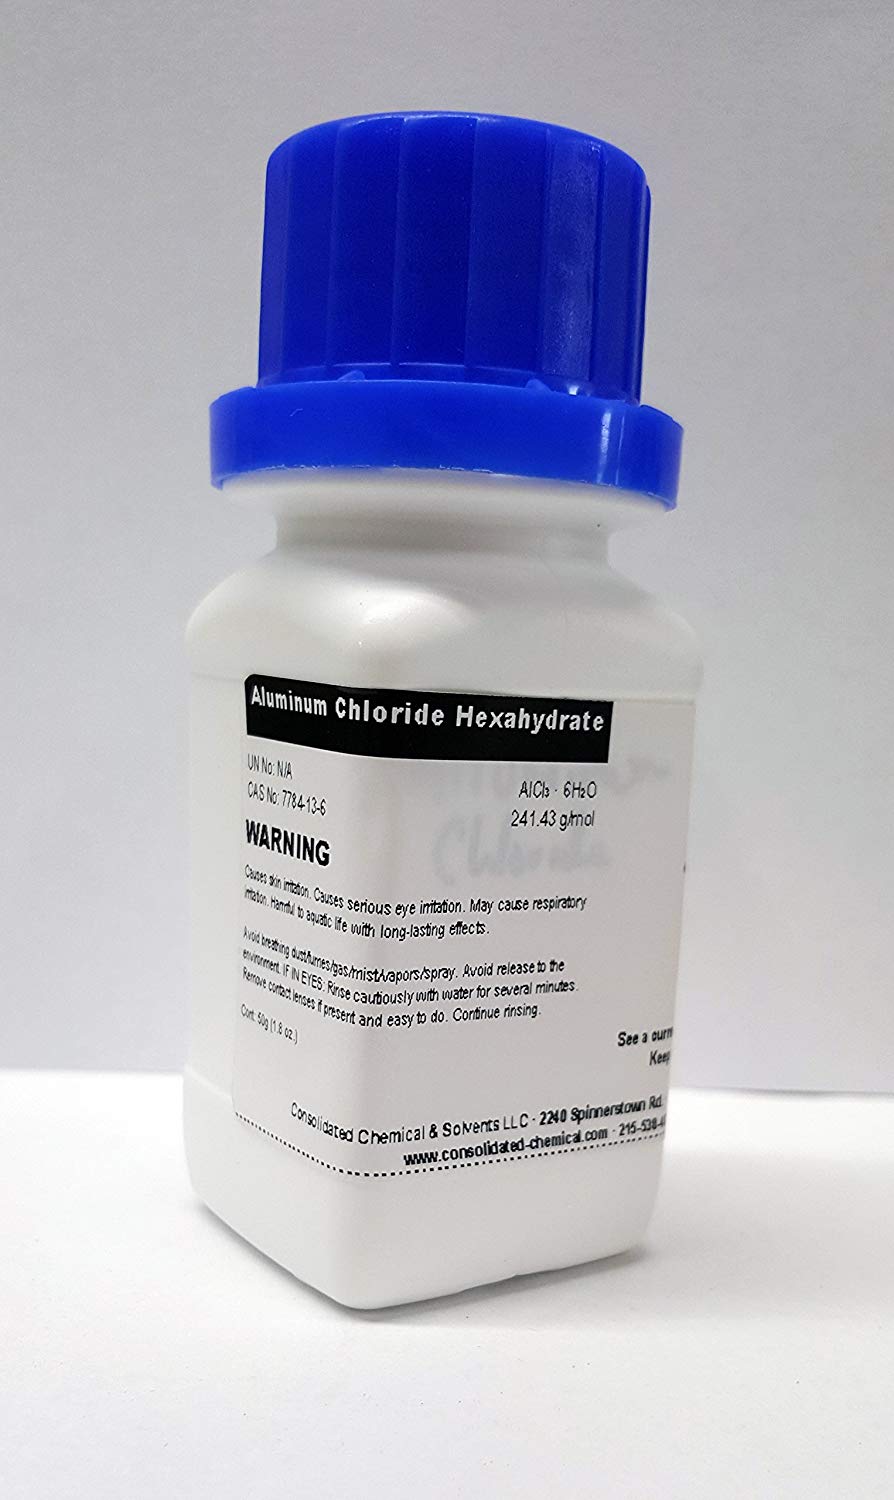 Aluminum Chloride Hexahydrate
UN No: N/A
CAS No: 7784-13-6
AlCl₃ · 6H₂O
241.43 g/mol
WARNING
Causes skin irritation. Causes serious eye irritation. May cause respiratory
irritation. Harmful to aquatic life with long-lasting effects.
Avoid breathing dust/fumes/gas/mist/vapors/spray. Avoid release to the
environment. IF IN EYES: Rinse cautiously with water for several minutes.
Remove contact lenses if present and easy to do. Continue rinsing.
Cont: 50g (1.8 oz.)
See a
Keep
Consolidated Chemical & Solvents LLC · 2240 Spinnerstown Rd.
www.consolidated-chemical.com · 215-538-4
Chloride